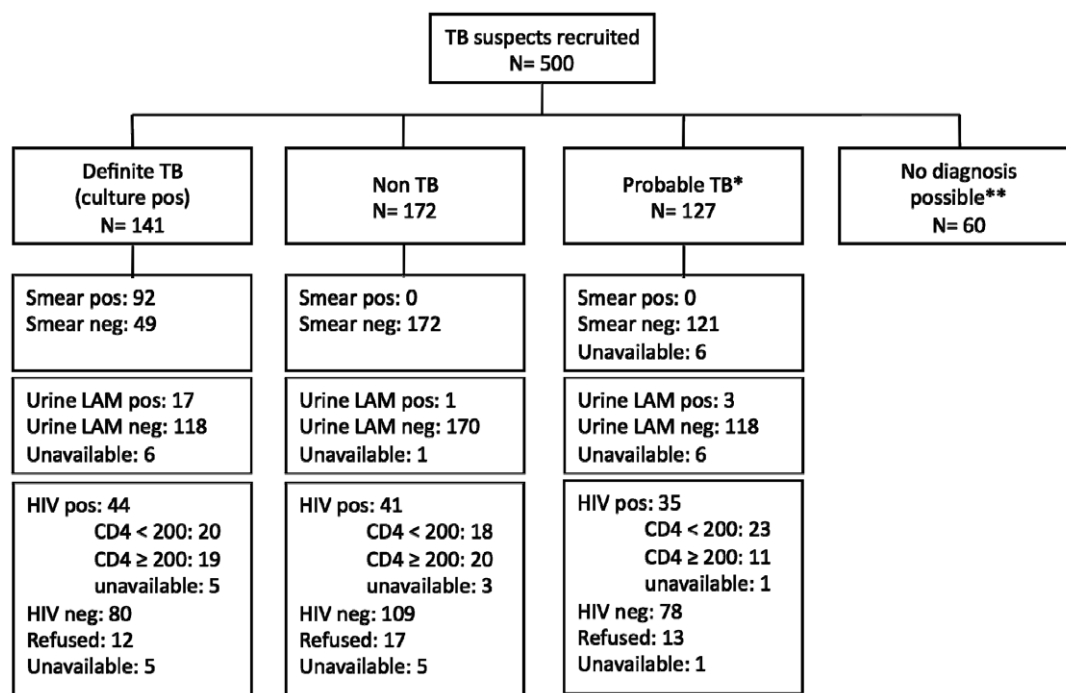 TB suspects recruited
N= 500
Definite TB
(culture pos)
N= 141
Non TB
N= 172
Probable TB*
N= 127
No diagnosis
possible**
N= 60
Smear pos: 92
Smear neg: 49
Smear pos: 0
Smear neg: 172
Smear pos: 0
Smear neg: 121
Unavailable: 6
Urine LAM pos: 17
Urine LAM neg: 118
Unavailable: 6
Urine LAM pos: 1
Urine LAM neg: 170
Unavailable: 1
Urine LAM pos: 3
Urine LAM neg: 118
Unavailable: 6
HIV pos: 44
CD4 < 200: 20
CD4 ≥ 200: 19
unavailable: 5
HIV neg: 80
Refused: 12
Unavailable: 5
HIV pos: 41
CD4 < 200: 18
CD4 ≥ 200: 20
unavailable: 3
HIV neg: 109
Refused: 17
Unavailable: 5
HIV pos: 35
CD4 < 200: 23
CD4 ≥ 200: 11
unavailable: 1
HIV neg: 78
Refused: 13
Unavailable: 1